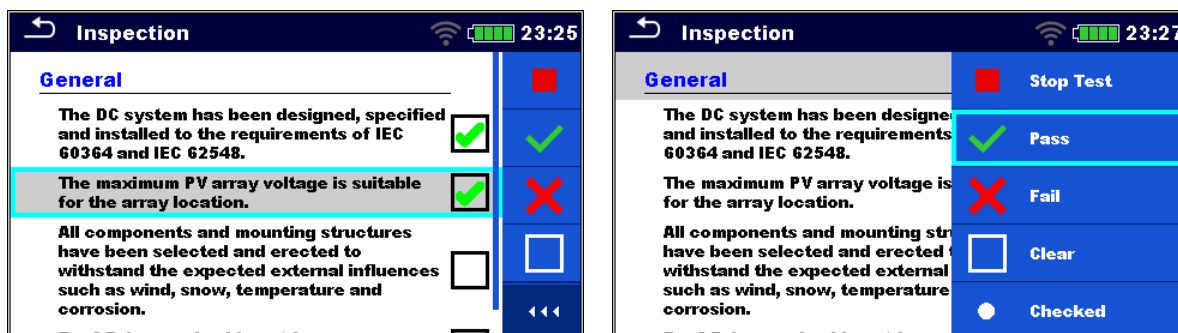 Inspection
23:25
General
The DC system has been designed, specified
and installed to the requirements of IEC
60364 and IEC 62548.
The maximum PV array voltage is suitable
for the array location.
All components and mounting structures
have been selected and erected to
withstand the expected external influences
such as wind, snow, temperature and
corrosion.
Inspection
23:27
General
The DC system has been designe
and installed to the requirements
60364 and IEC 62548.
The maximum PV array voltage is
for the array location.
All components and mounting str
have been selected and erected t
withstand the expected external
such as wind, snow, temperature
corrosion.
Stop Test
Pass
Fail
Clear
Checked